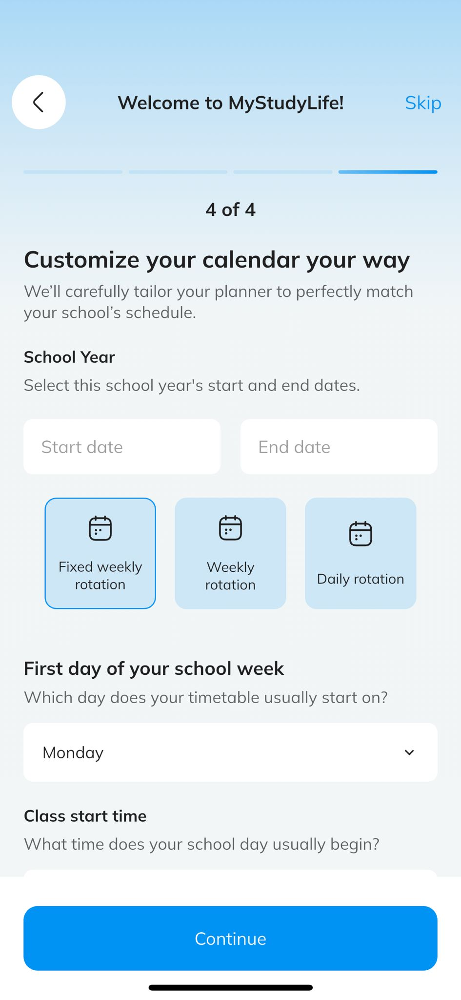 Welcome to MyStudyLife!
Skip
4 of 4
Customize your calendar your way
We’ll carefully tailor your planner to perfectly match
your school’s schedule.
School Year
Select this school year's start and end dates.
Start date
End date
Fixed weekly
rotation
Weekly
rotation
Daily rotation
First day of your school week
Which day does your timetable usually start on?
Monday
Class start time
What time does your school day usually begin?
Continue